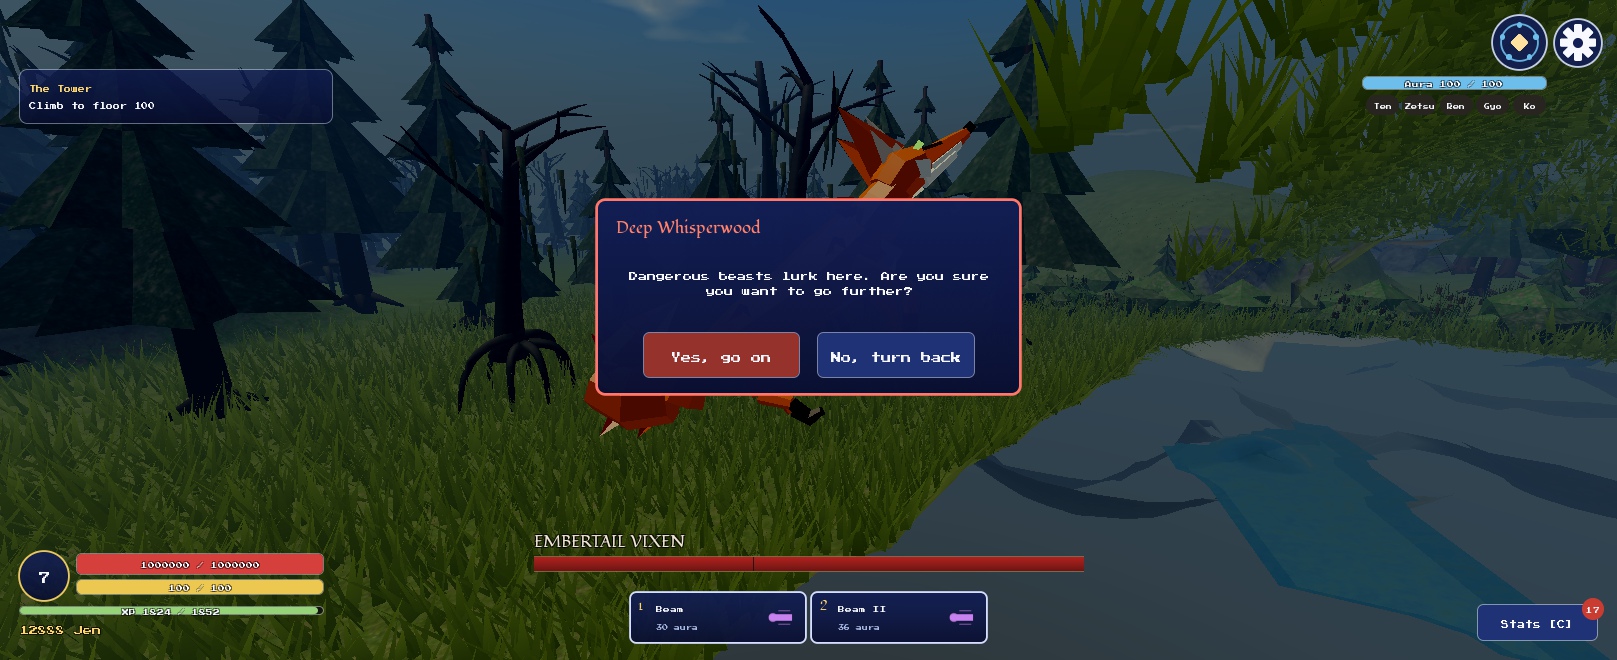 The Tower
Climb to floor 100
Aura 100 / 100
Ten Zetsu Ren Gyo Ko
Deep Whisperwood
Dangerous beasts lurk here. Are you sure
you want to go further?
Yes, go on
No, turn back
EMBERTAIL VIXEN
7
1000000 / 1000000
100 / 100
XP 1824 / 1852
12888 Jen
1 Beam
30 aura
2 Beam II
36 aura
17
Stats [C]